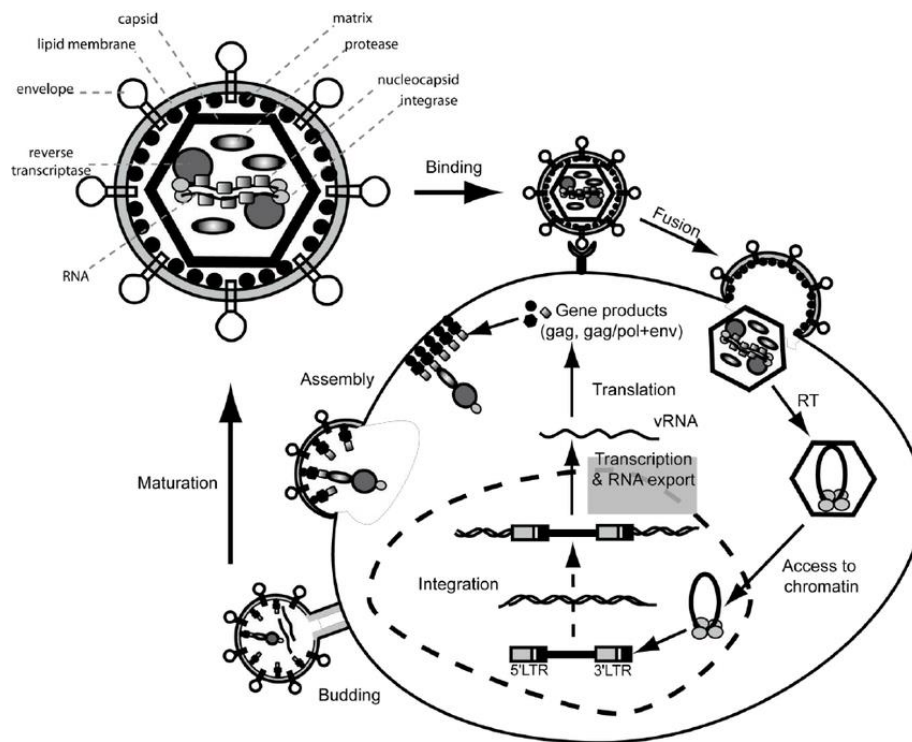 capsid
lipid membrane
envelope
reverse
transcriptase
RNA
matrix
protease
nucleocapsid
integrase
Binding
Fusion
Gene products
(gag, gag/pol+env)
Assembly
Translation
RT
vRNA
Transcription
& RNA export
Maturation
Access to
chromatin
Integration
5'LTR
3'LTR
Budding